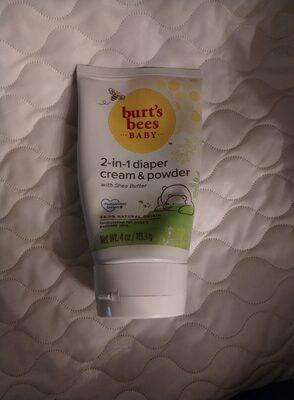 burt's
bees
BABY
2-in-1 diaper
cream & powder
with Shea Butter
NET WT. 4 oz / 113.3 g